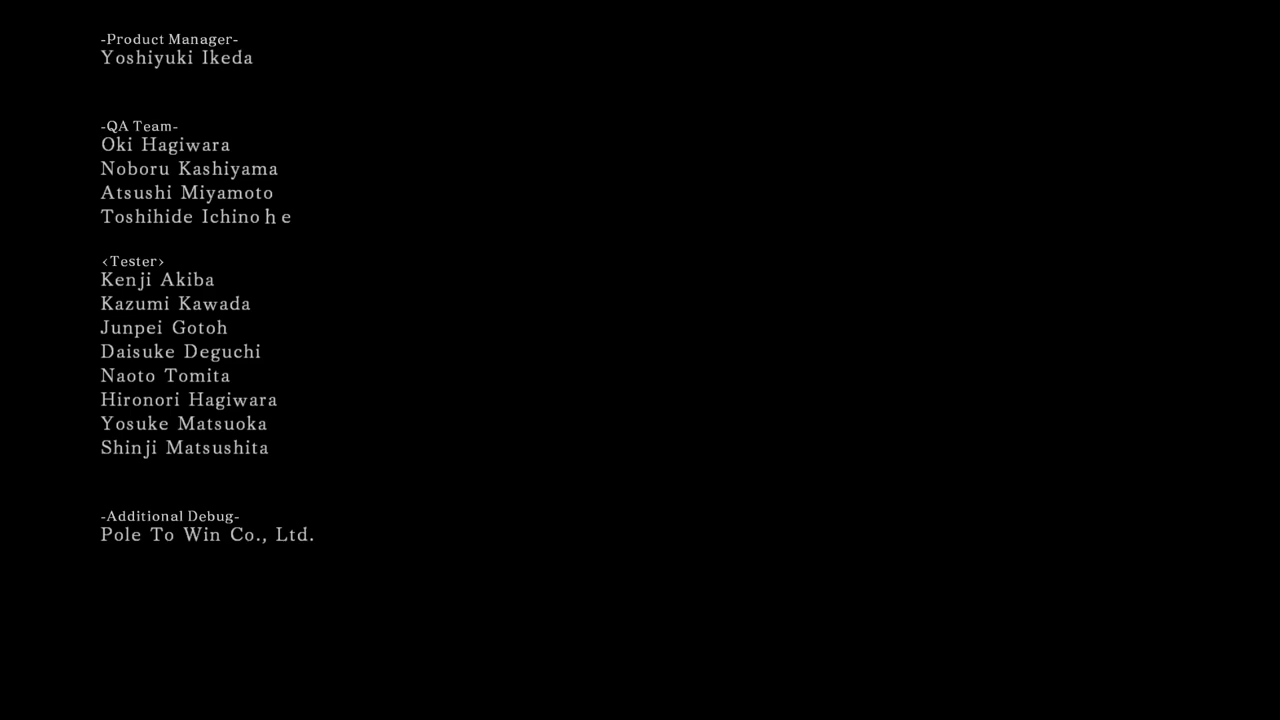 -Product Manager-
Yoshiyuki Ikeda
-QA Team-
Oki Hagiwara
Noboru Kashiyama
Atsushi Miyamoto
Toshihide Ichinohe
<Tester>
Kenji Akiba
Kazumi Kawada
Junpei Gotoh
Daisuke Deguchi
Naoto Tomita
Hironori Hagiwara
Yosuke Matsuoka
Shinji Matsushita
-Additional Debug-
Pole To Win Co., Ltd.